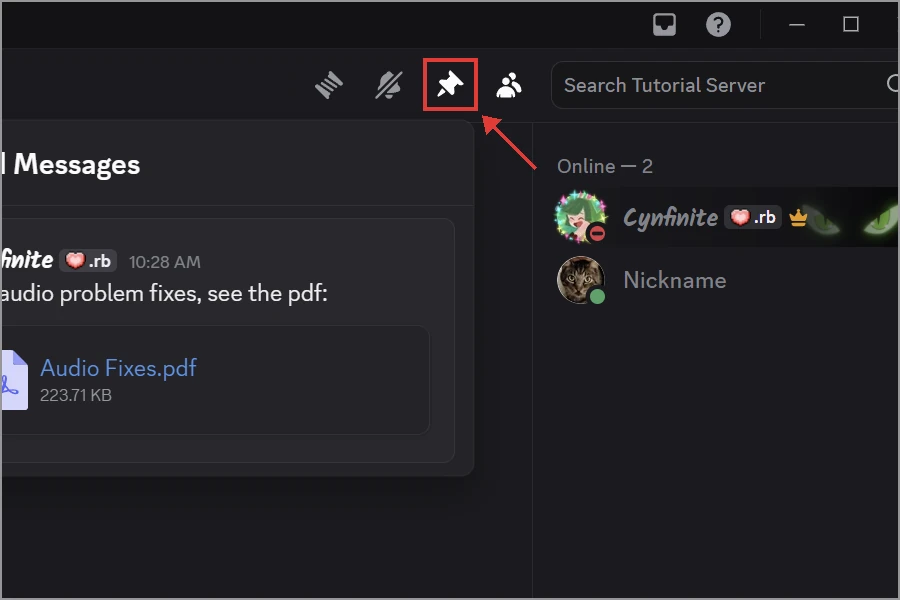 Search Tutorial Server
Messages
Online — 2
Cynfinite .rb
.rb 10:28 AM
audio problem fixes, see the pdf:
Nickname
Audio Fixes.pdf
223.71 KB